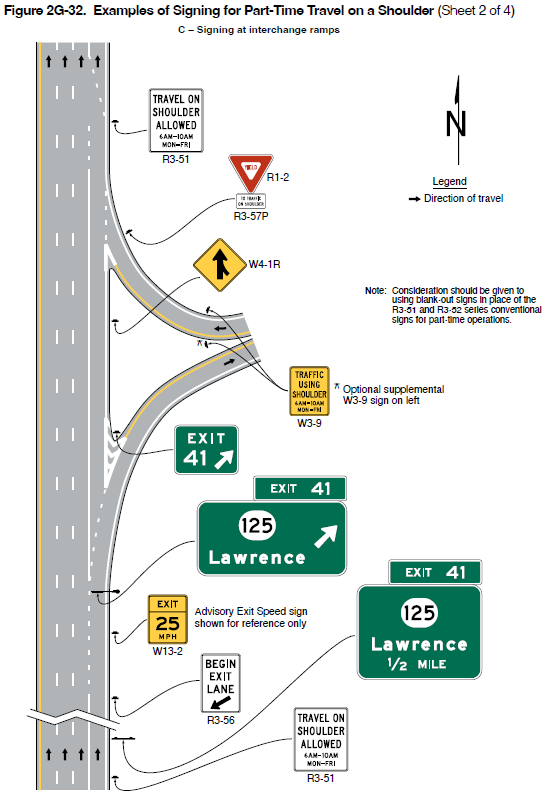 Figure 2G-32. Examples of Signing for Part-Time Travel on a Shoulder (Sheet 2 of 4)
C – Signing at interchange ramps
TRAVEL ON
SHOULDER
ALLOWED
6AM–10AM
MON–FRI
R3-51
N
Legend
Direction of travel
YIELD
R1-2
TO TRAFFIC
ON SHOULDER
R3-57P
W4-1R
Note: Consideration should be given to
using blank-out signs in place of the
R3-51 and R3-52 series conventional
signs for part-time operations.
TRAFFIC
USING
SHOULDER
6AM–10AM
MON–FRI
W3-9
* Optional supplemental
W3-9 sign on left
*
EXIT
41
EXIT 41
125
Lawrence
EXIT 41
125
Lawrence
1/2 MILE
EXIT
25
MPH
W13-2
Advisory Exit Speed sign
shown for reference only
BEGIN
EXIT
LANE
R3-56
TRAVEL ON
SHOULDER
ALLOWED
6AM–10AM
MON–FRI
R3-51